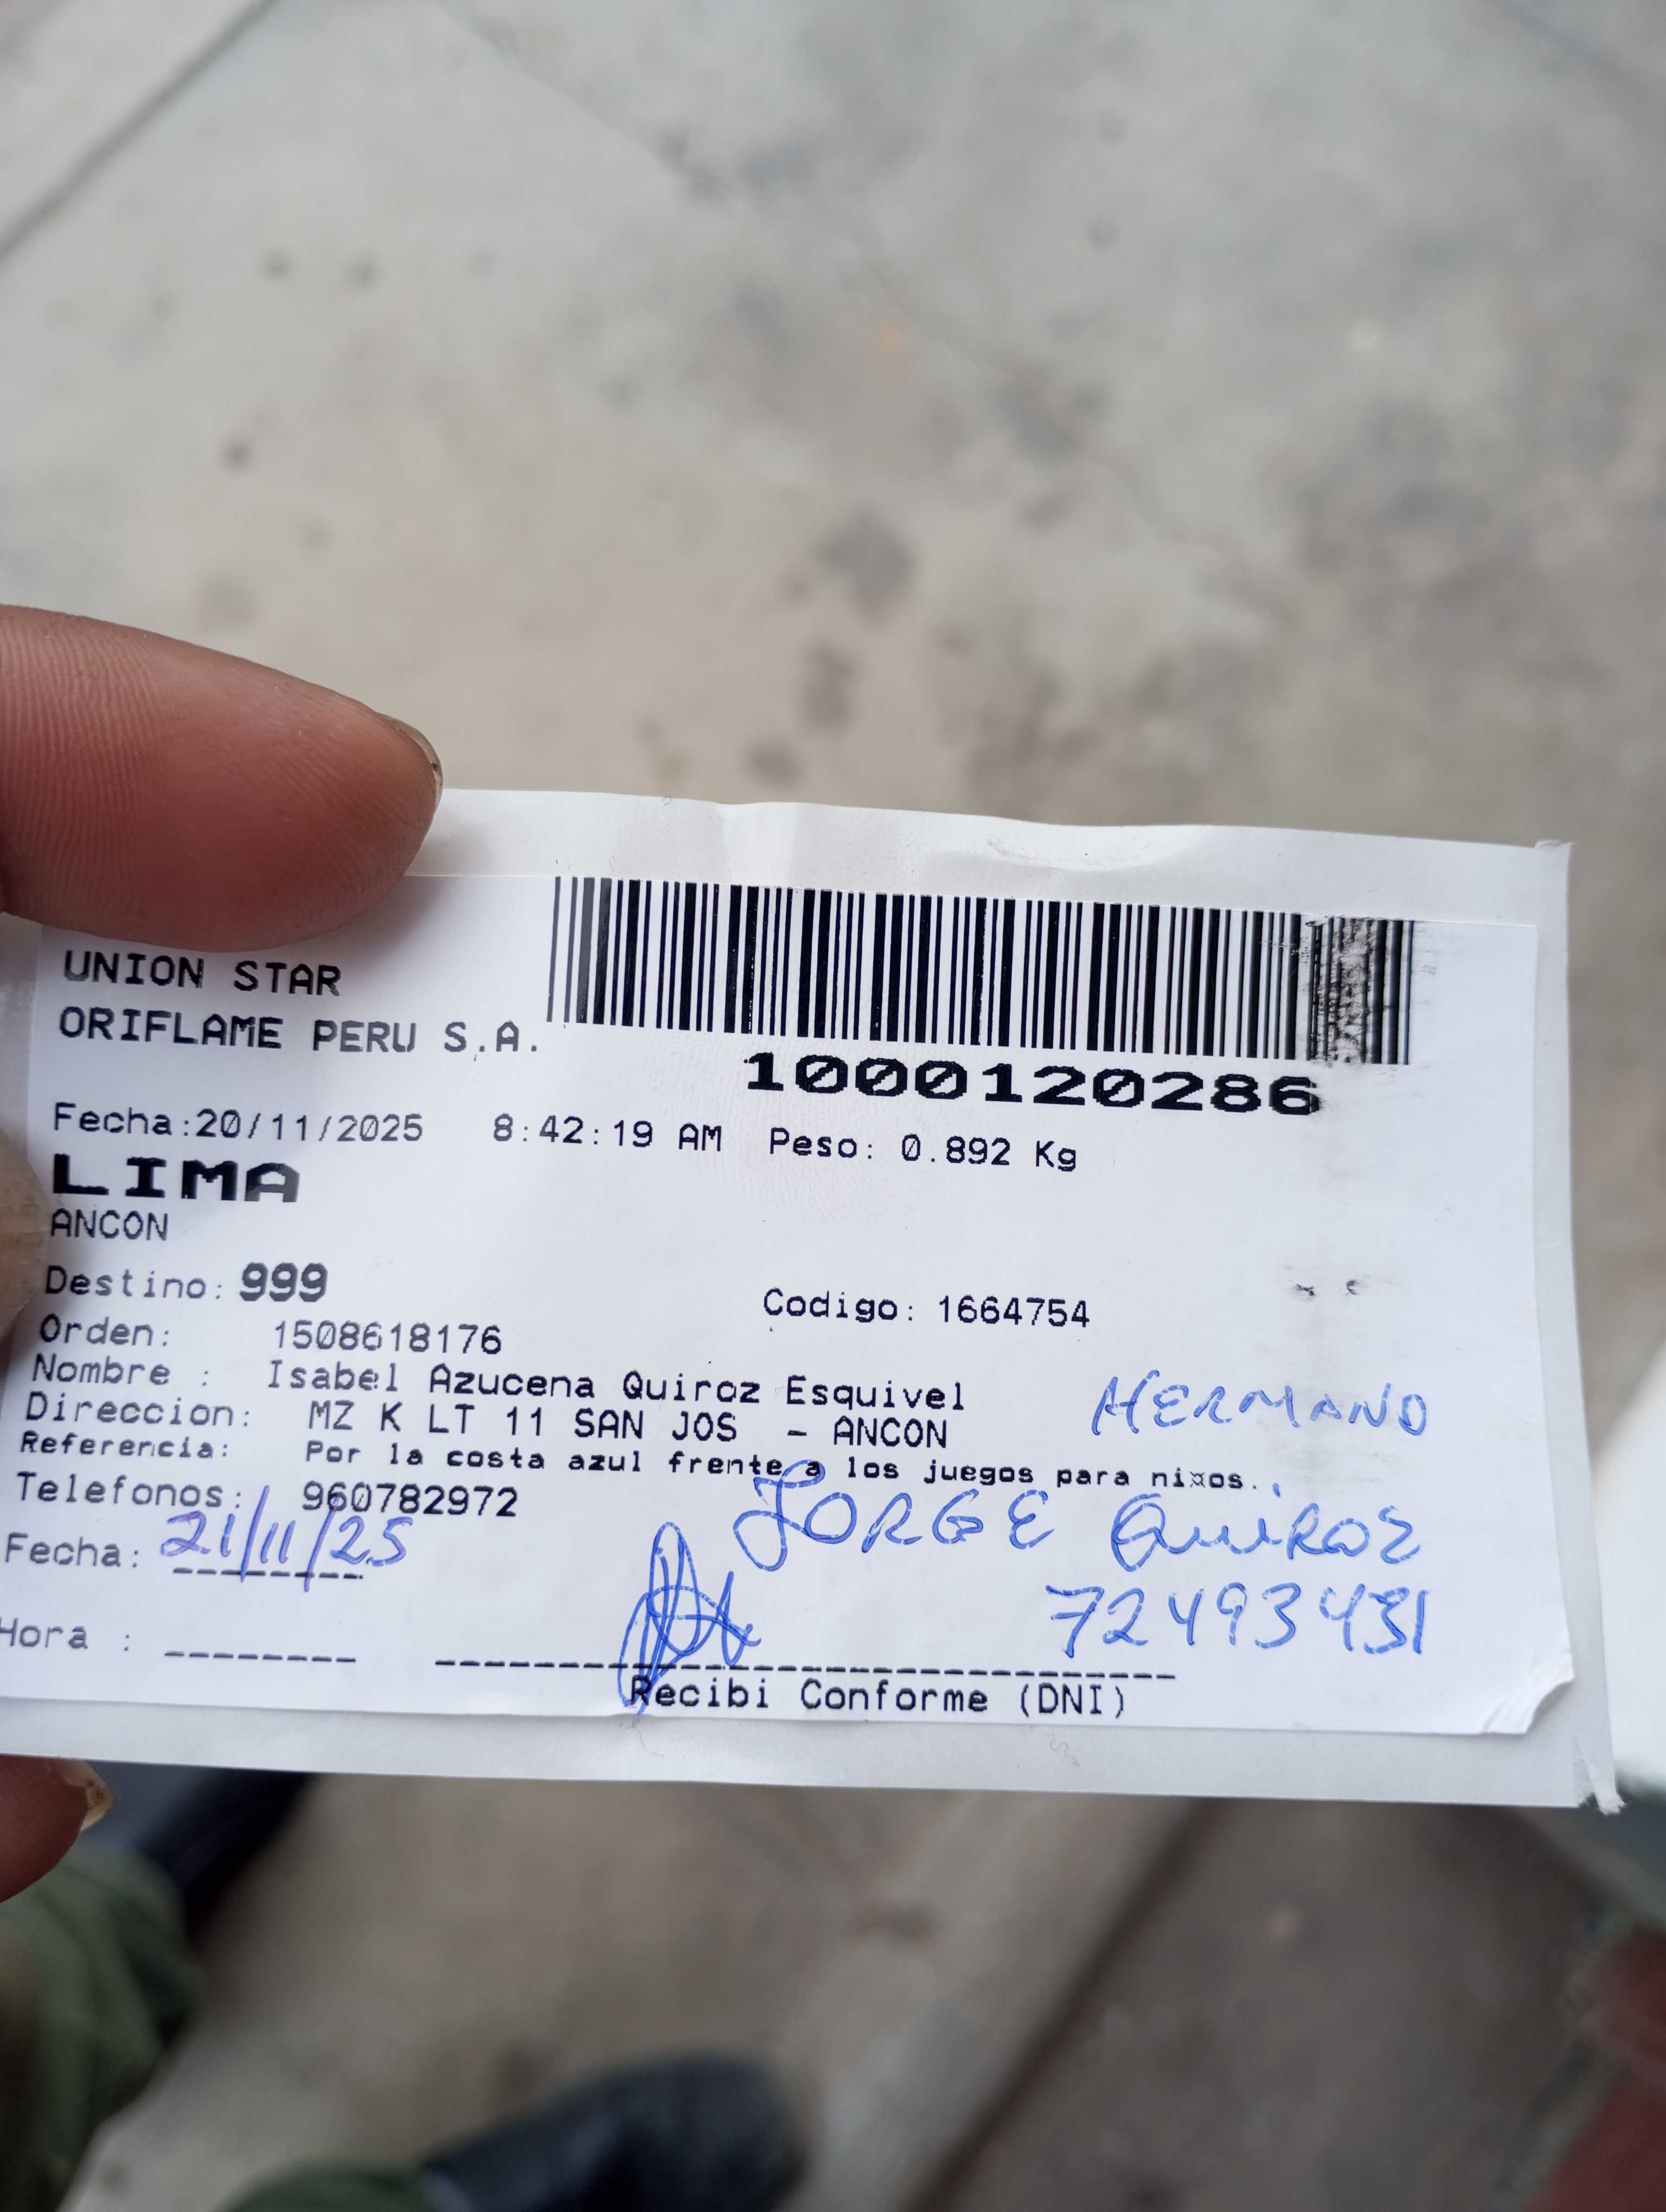 UNION STAR
ORIFLAME PERU S.A.
1000120286
Fecha:20/11/2025 8:42:19 AM Peso: 0.892 Kg
LIMA
ANCON
Destino: 999
Codigo: 1664754
Orden: 1508618176
Nombre : Isabel Azucena Quiroz Esquivel
HERMANO
Direccion: MZ K LT 11 SAN JOS - ANCON
Referencia: Por la costa azul frente a los juegos para ni¤os..
Telefonos: 960782972
JORGE QuiROZ
Fecha: 21/11/25
72493431
Hora : --------
Recibi Conforme (DNI)